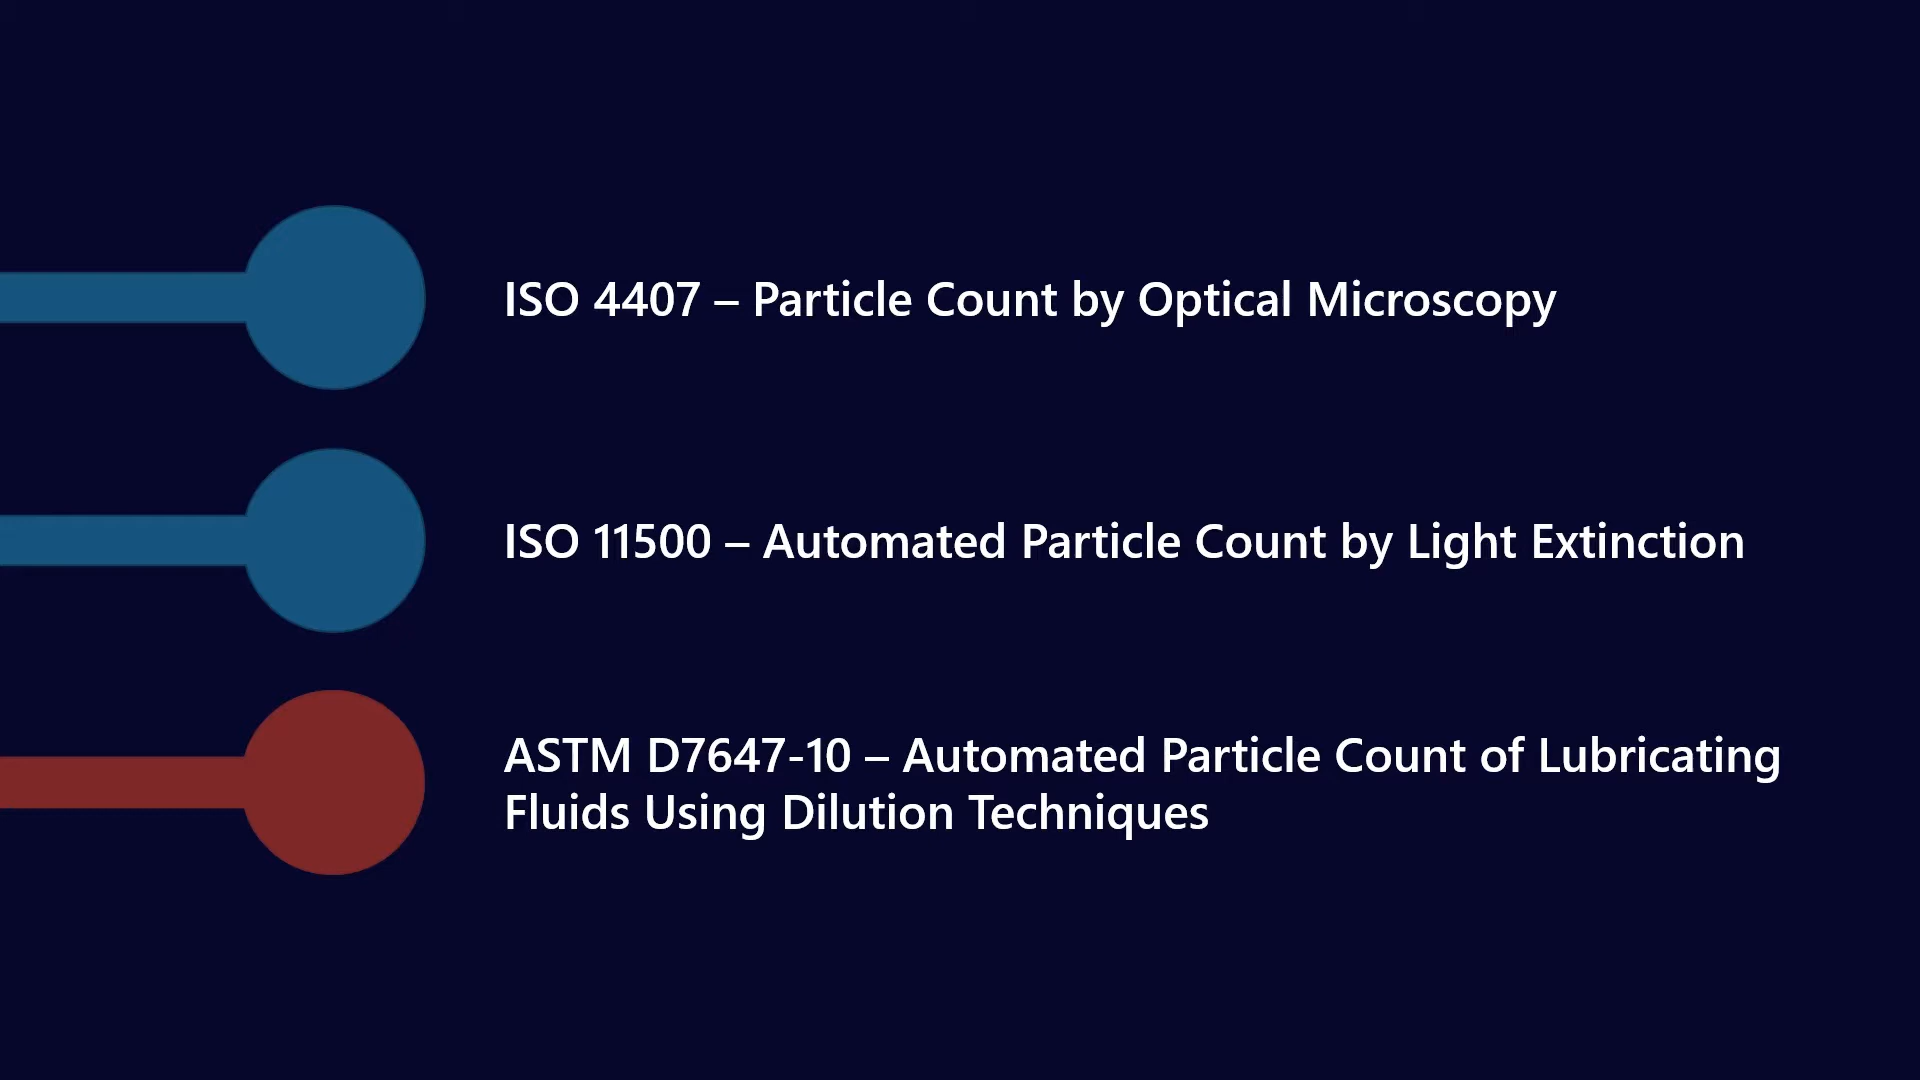 ISO 4407 – Particle Count by Optical Microscopy
ISO 11500 – Automated Particle Count by Light Extinction
ASTM D7647-10 – Automated Particle Count of Lubricating
Fluids Using Dilution Techniques